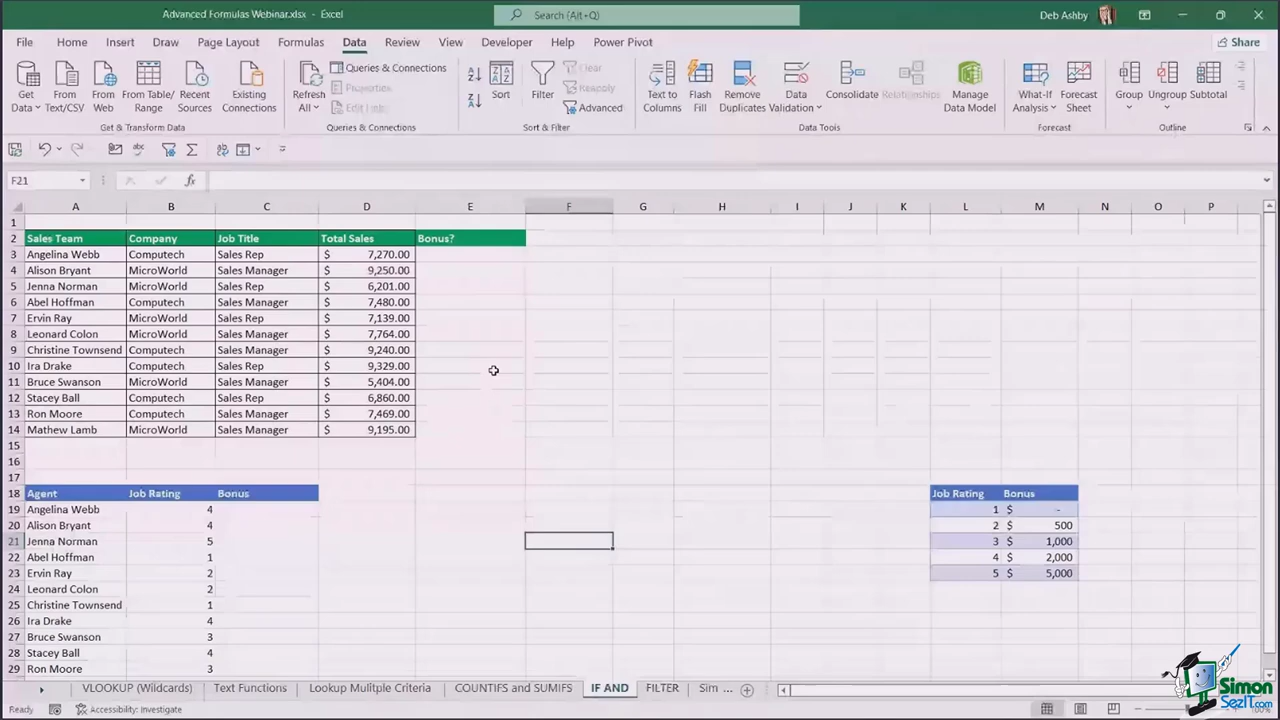 Advanced Formulas Webinar.xlsx - Excel
Search (Alt+Q)
Deb Ashby
File Home Insert Draw Page Layout Formulas Data Review View Developer Help Power Pivot
Share
Get Data From Text/CSV From Web From Table/Range Recent Sources Existing Connections
Refresh All Queries & Connections Properties Edit Links
Sort Filter Clear Reapply Advanced
Text to Columns Flash Fill Remove Duplicates Data Validation Consolidate Relationships Manage Data Model
What-If Analysis Forecast Sheet Group Ungroup Subtotal
Get & Transform Data Queries & Connections Sort & Filter Data Tools Forecast Outline
F21 fx
A B C D E F G H I J K L M N O P
1
2 Sales Team Company Job Title Total Sales Bonus?
3 Angelina Webb Computech Sales Rep $ 7,270.00
4 Alison Bryant MicroWorld Sales Manager $ 9,250.00
5 Jenna Norman MicroWorld Sales Rep $ 6,201.00
6 Abel Hoffman Computech Sales Manager $ 7,480.00
7 Ervin Ray MicroWorld Sales Rep $ 7,139.00
8 Leonard Colon MicroWorld Sales Manager $ 7,764.00
9 Christine Townsend Computech Sales Manager $ 9,240.00
10 Ira Drake Computech Sales Rep $ 9,329.00
11 Bruce Swanson MicroWorld Sales Manager $ 5,404.00
12 Stacey Ball Computech Sales Rep $ 6,860.00
13 Ron Moore Computech Sales Manager $ 7,469.00
14 Mathew Lamb MicroWorld Sales Manager $ 9,195.00
15
16
17
18 Agent Job Rating Bonus Job Rating Bonus
19 Angelina Webb 4 1 $ -
20 Alison Bryant 4 2 $ 500
21 Jenna Norman 5 3 $ 1,000
22 Abel Hoffman 1 4 $ 2,000
23 Ervin Ray 2 5 $ 5,000
24 Leonard Colon 2
25 Christine Townsend 1
26 Ira Drake 4
27 Bruce Swanson 3
28 Stacey Ball 4
29 Ron Moore 3
VLOOKUP (Wildcards) Text Functions Lookup Mulitple Criteria COUNTIFS and SUMIFS IF AND FILTER Sim ...
Ready Accessibility: Investigate
Simon
SezIT.com